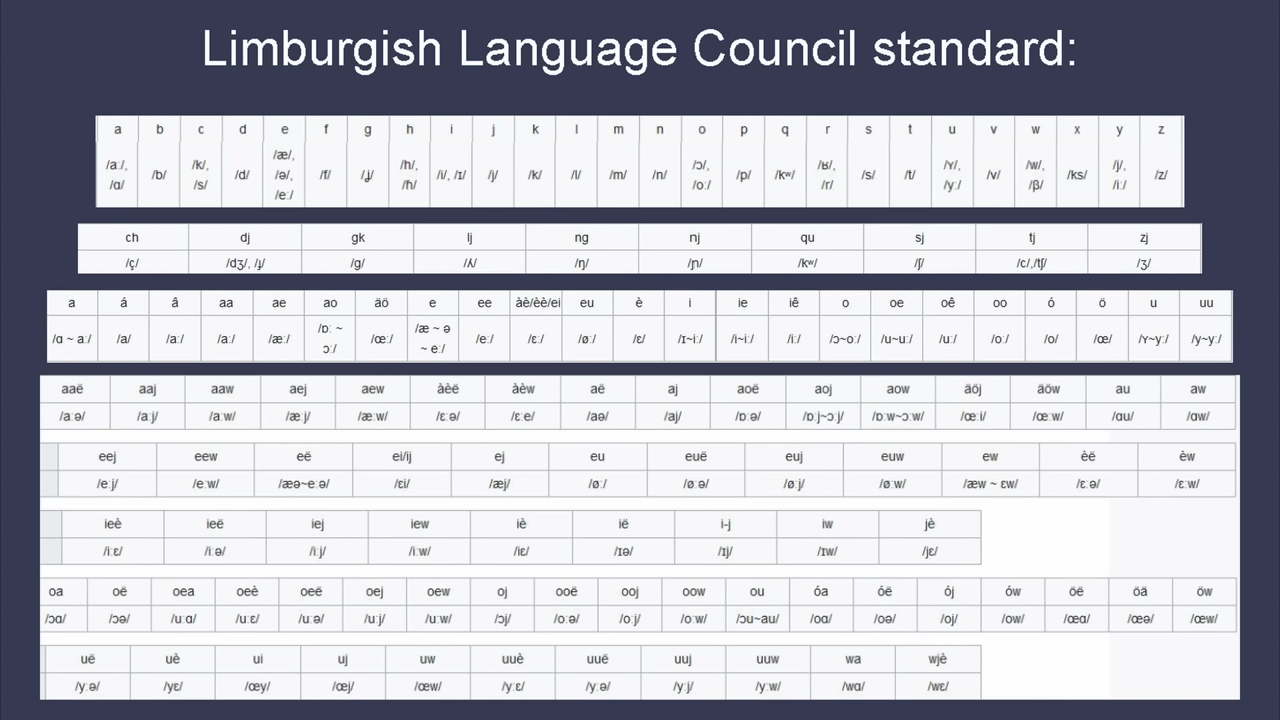 Limburgish Language Council standard:
a b c d e f g h i j k l m n o p q r s t u v w x y z
/aː/, /ɑ/ /b/ /k/, /s/ /d/ /æ/, /ə/, /eː/ /f/ /ʝ/ /h/, /ɦ/ /i/, /ɪ/ /j/ /k/ /l/ /m/ /n/ /ɔ/, /oː/ /p/ /kʷ/ /ʁ/, /r/ /s/ /t/ /ʏ/, /yː/ /v/ /w/, /β/ /ks/ /j/, /iː/ /z/
ch dj gk lj ng nj qu sj tj zj
/ç/ /dʒ/, /ɟ/ /g/ /ʎ/ /ŋ/ /ɲ/ /kʷ/ /ʃ/ /c/,/tʃ/ /ʒ/
a á â aa ae ao äö e ee àè/èè/ei eu è i ie iê o oe oê oo ó ö u uu
/ɑ ~ aː/ /a/ /aː/ /aː/ /æː/ /ɒː ~ ɔː/ /œː/ /æ ~ ə ~ eː/ /eː/ /ɛː/ /øː/ /ɛ/ /ɪ~iː/ /i~iː/ /iː/ /ɔ~oː/ /u~uː/ /uː/ /oː/ /o/ /œ/ /ʏ~yː/ /y~yː/
aaë aaj aaw aej aew àèë àèw aë aj aoë aoj aow äöj äöw au aw
/aːə/ /aːj/ /aːw/ /æːj/ /æːw/ /ɛːə/ /ɛːe/ /aə/ /aj/ /ɒːə/ /ɒːj~ɔːj/ /ɒːw~ɔːw/ /œːi/ /œːw/ /ɑu/ /ɑw/
eej eew eë ei/ij ej eu euë euj euw ew èë èw
/eːj/ /eːw/ /æə~eːə/ /ɛi/ /æj/ /øː/ /øːə/ /øːj/ /øːw/ /æw ~ ɛw/ /ɛːə/ /ɛːw/
ieè ieë iej iew iè ië i-j iw jè
/iːɛ/ /iːə/ /iːj/ /iːw/ /iɛ/ /ɪə/ /ɪj/ /ɪw/ /jɛ/
oa oë oea oeè oeë oej oew oj ooë ooj oow ou óa óë ój ów öë öä öw
/ɔɑ/ /ɔə/ /uːɑ/ /uːɛ/ /uːə/ /uːj/ /uːw/ /ɔj/ /oːə/ /oːj/ /oːw/ /ɔu~au/ /oɑ/ /oə/ /oj/ /ow/ /œɑ/ /œə/ /œw/
uë uè ui uj uw uuè uuë uuj uuw wa wjè
/yːə/ /yɛ/ /œy/ /œj/ /œw/ /yːɛ/ /yːə/ /yːj/ /yːw/ /wɑ/ /wɛ/